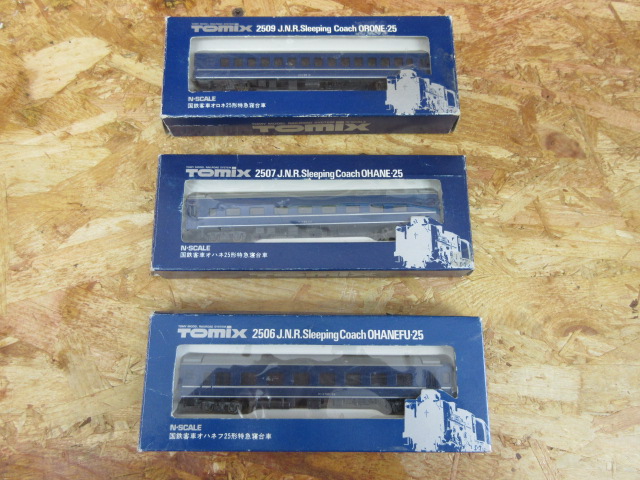 TOMIX 2509 J.N.R. Sleeping Coach ORONE-25
N-SCALE
国鉄客車オロネ25形特急寝台車
TOMIX
TOMIX 2507 J.N.R. Sleeping Coach OHANE-25
N-SCALE
国鉄客車オハネ25形特急寝台車
TOMIX 2506 J.N.R. Sleeping Coach OHANEFU-25
N-SCALE
国鉄客車オハネフ25形特急寝台車